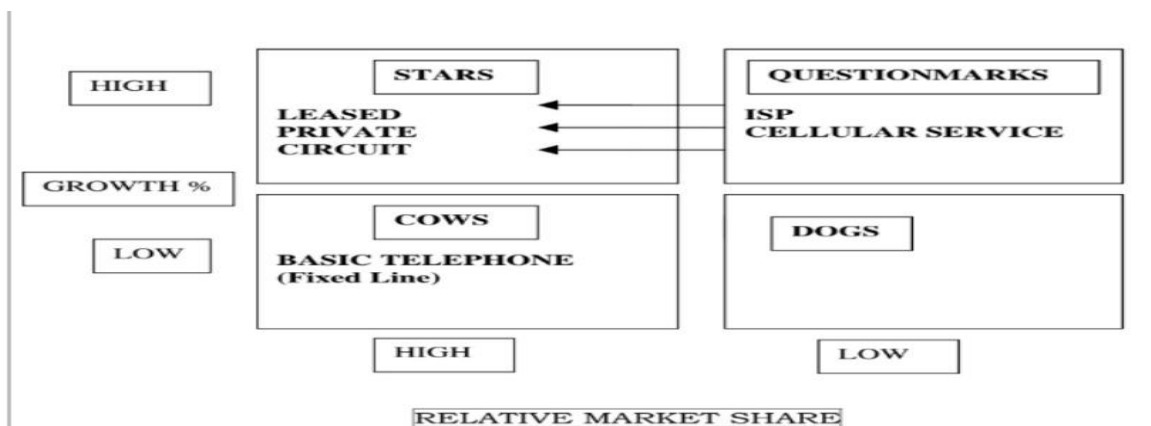 HIGH
STARS
QUESTIONMARKS
LEASED
PRIVATE
CIRCUIT
ISP
CELLULAR SERVICE
GROWTH %
LOW
COWS
BASIC TELEPHONE
(Fixed Line)
DOGS
HIGH
LOW
RELATIVE MARKET SHARE